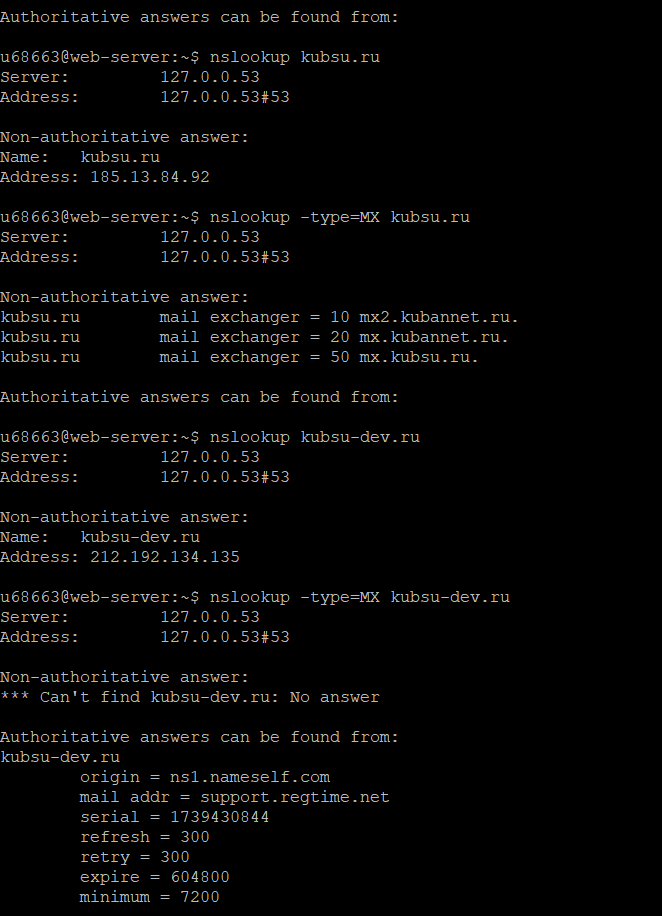 Authoritative answers can be found from:
u68663@web-server:~$ nslookup kubsu.ru
Server:         127.0.0.53
Address:        127.0.0.53#53
Non-authoritative answer:
Name:   kubsu.ru
Address: 185.13.84.92
u68663@web-server:~$ nslookup -type=MX kubsu.ru
Server:         127.0.0.53
Address:        127.0.0.53#53
Non-authoritative answer:
kubsu.ru        mail exchanger = 10 mx2.kubannet.ru.
kubsu.ru        mail exchanger = 20 mx.kubannet.ru.
kubsu.ru        mail exchanger = 50 mx.kubsu.ru.
Authoritative answers can be found from:
u68663@web-server:~$ nslookup kubsu-dev.ru
Server:         127.0.0.53
Address:        127.0.0.53#53
Non-authoritative answer:
Name:   kubsu-dev.ru
Address: 212.192.134.135
u68663@web-server:~$ nslookup -type=MX kubsu-dev.ru
Server:         127.0.0.53
Address:        127.0.0.53#53
Non-authoritative answer:
*** Can't find kubsu-dev.ru: No answer
Authoritative answers can be found from:
kubsu-dev.ru
        origin = ns1.nameself.com
        mail addr = support.regtime.net
        serial = 1739430844
        refresh = 300
        retry = 300
        expire = 604800
        minimum = 7200